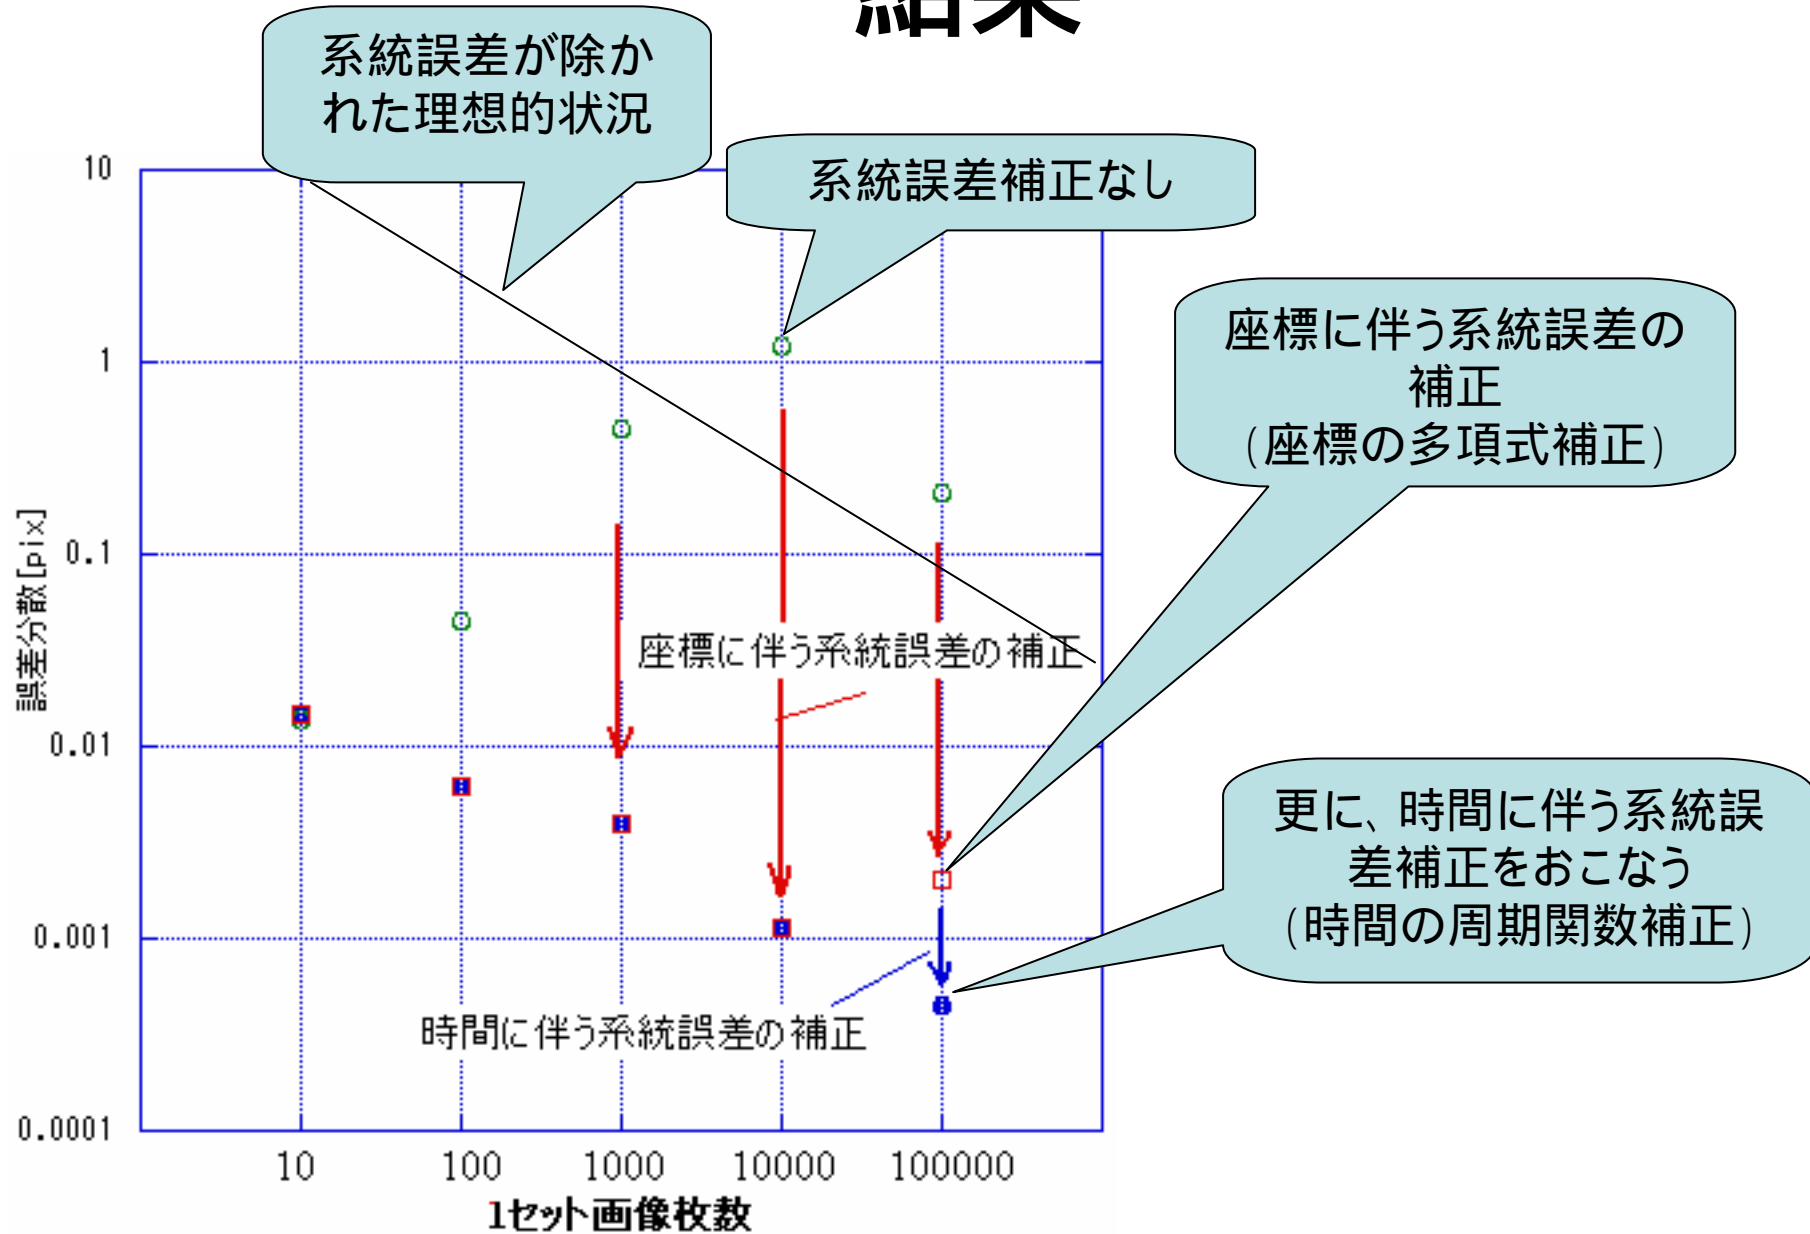 結果
系統誤差が除か
れた理想的状況
系統誤差補正なし
座標に伴う系統誤差の
補正
(座標の多項式補正)
更に、時間に伴う系統誤
差補正をおこなう
(時間の周期関数補正)
10
1
0.1
0.01
0.001
0.0001
誤差分散[pix]
座標に伴う系統誤差の補正
時間に伴う系統誤差の補正
10 100 1000 10000 100000
1セット画像枚数